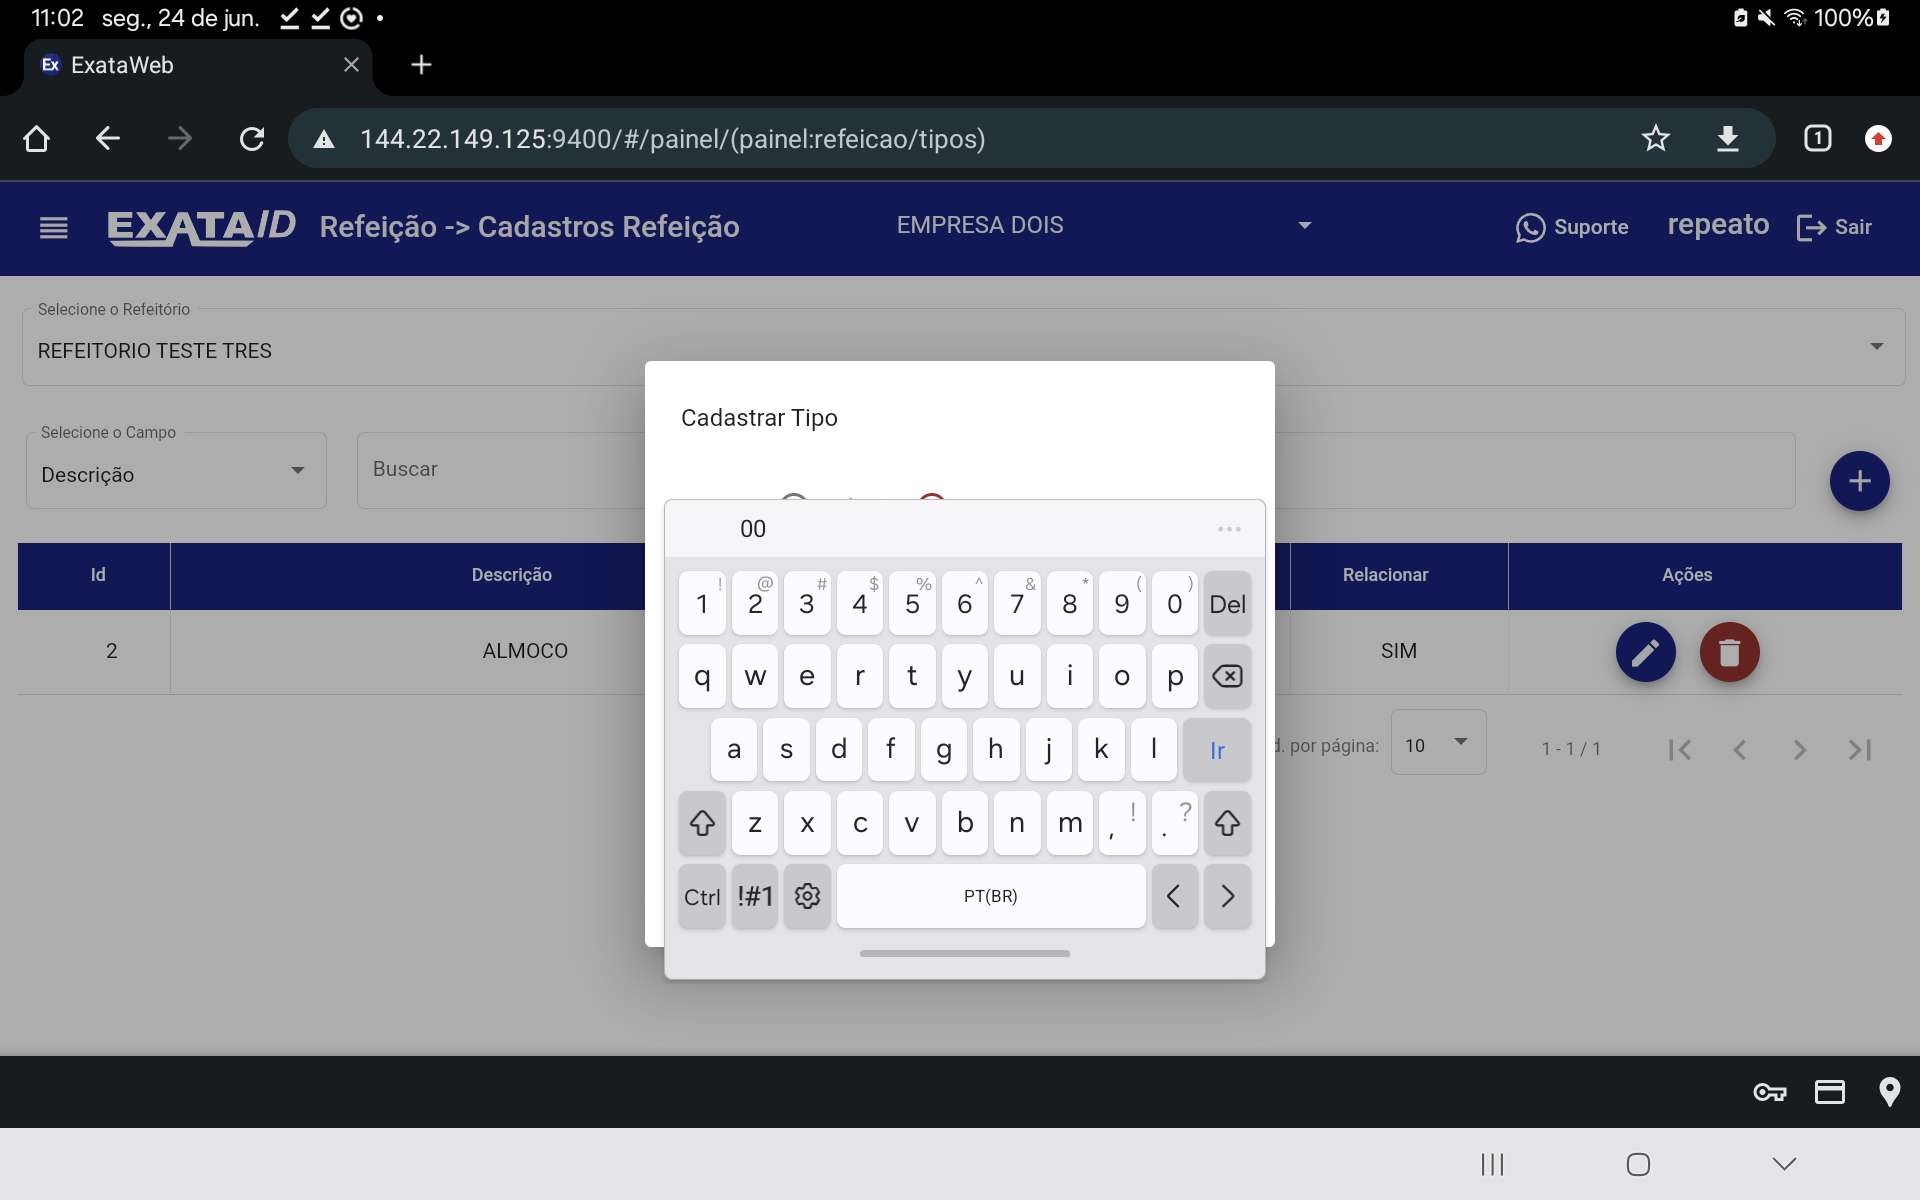 11:02 seg., 24 de jun. 100%
Ex ExataWeb
144.22.149.125:9400/#/painel/(painel:refeicao/tipos) 1
EXATAID Refeição -> Cadastros Refeição EMPRESA DOIS Suporte repeato Sair
Selecione o Refeitório
REFEITORIO TESTE TRES
Cadastrar Tipo
Selecione o Campo
Descrição
Buscar
00
Id Descrição Relacionar Ações
2 ALMOCO SIM
! @ # $ % ^ & * ( )
1 2 3 4 5 6 7 8 9 0 Del
q w e r t y u i o p
a s d f g h j k l Ir
z x c v b n m , ! . ?
Ctrl !#1 PT(BR)
por página: 10 1 - 1 / 1